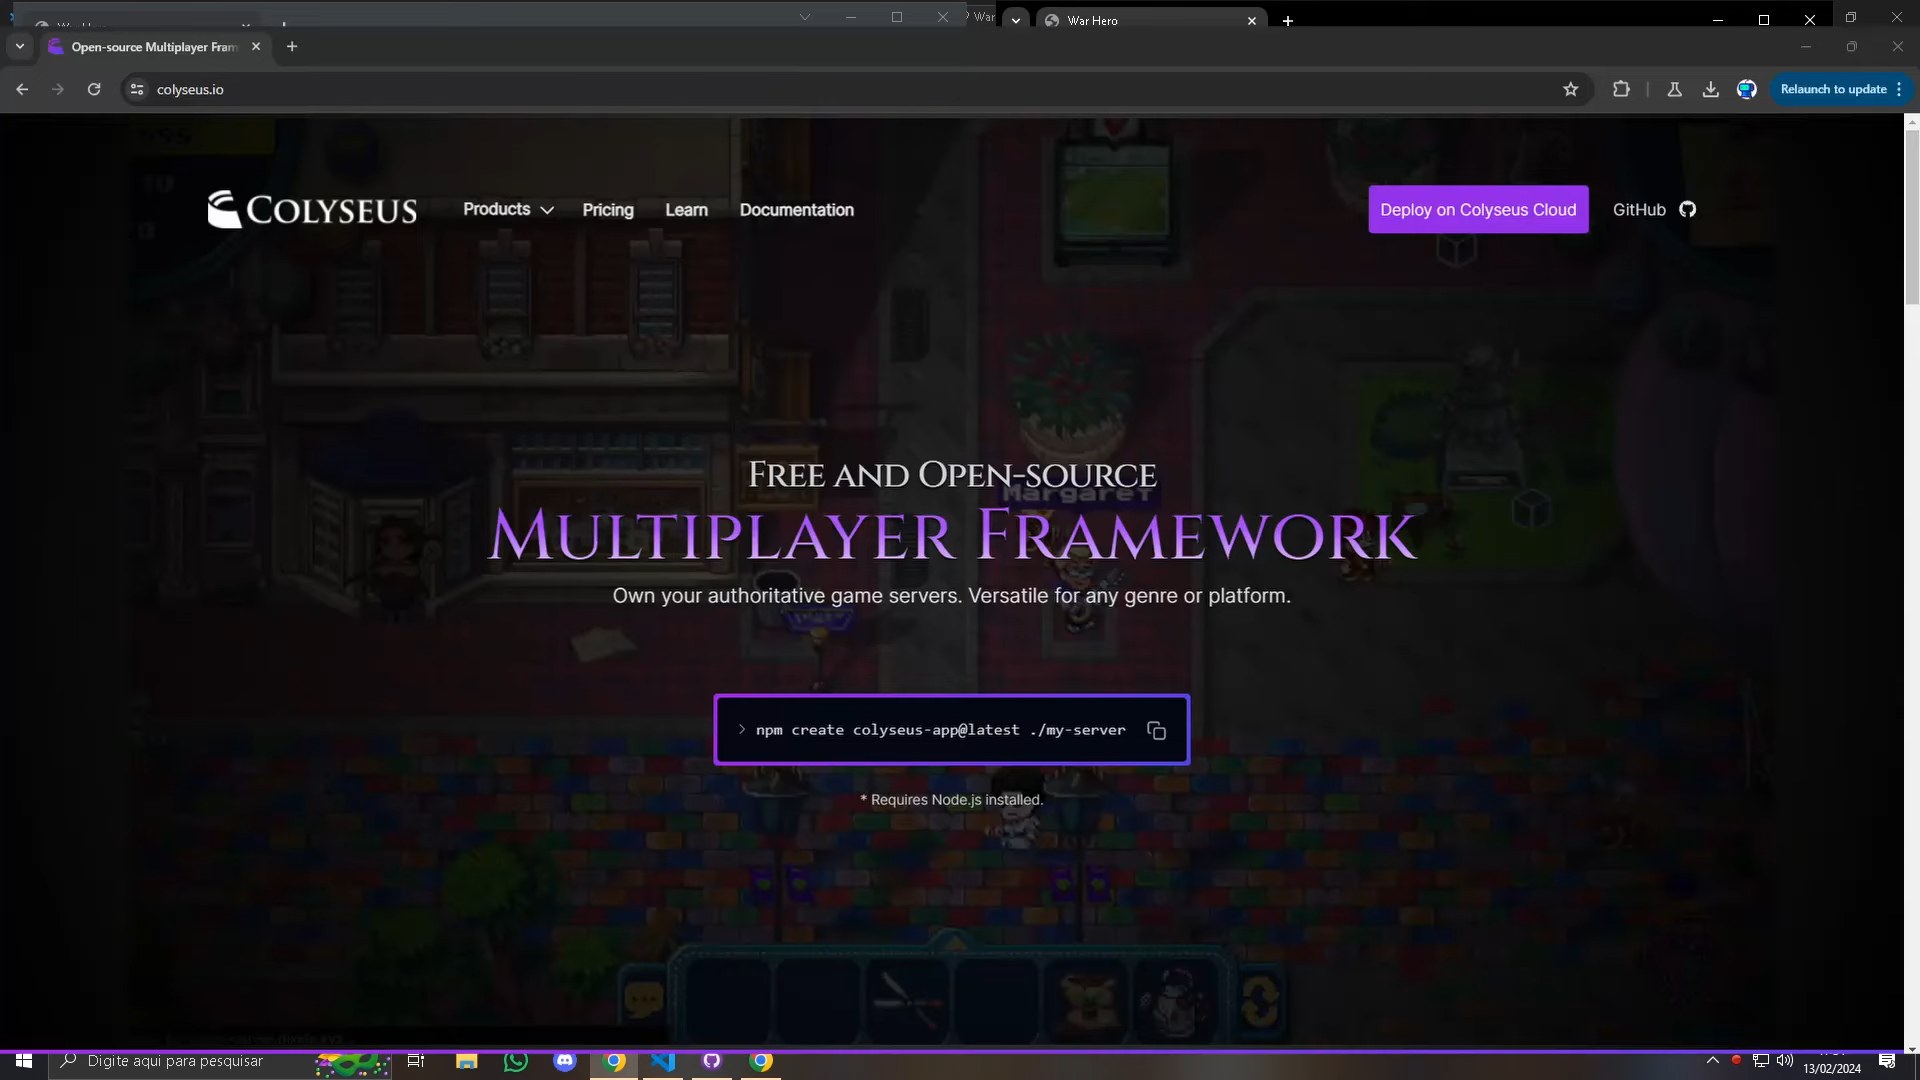 War
War Hero
Open-source Multiplayer Fram
colyseus.io
Relaunch to update
COLYSEUS
Products
Pricing
Learn
Documentation
Deploy on Colyseus Cloud
GitHub
FREE AND OPEN-SOURCE
Margaret
MULTIPLAYER FRAMEWORK
Own your authoritative game servers. Versatile for any genre or platform.
> npm create colyseus-app@latest ./my-server
* Requires Node.js installed.
Digite aqui para pesquisar
13/02/2024